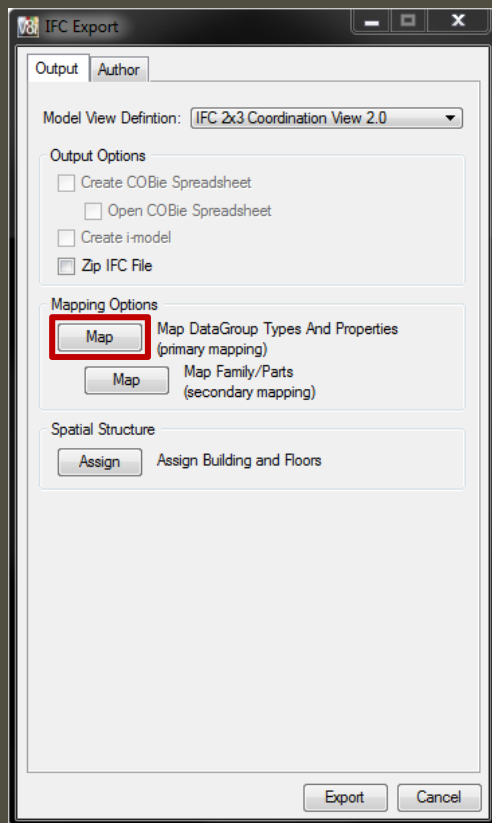 V8i IFC Export
Output Author
Model View Defintion: IFC 2x3 Coordination View 2.0
Output Options
Create COBie Spreadsheet
Open COBie Spreadsheet
Create i-model
Zip IFC File
Mapping Options
Map Map DataGroup Types And Properties
(primary mapping)
Map Map Family/Parts
(secondary mapping)
Spatial Structure
Assign Assign Building and Floors
Export Cancel